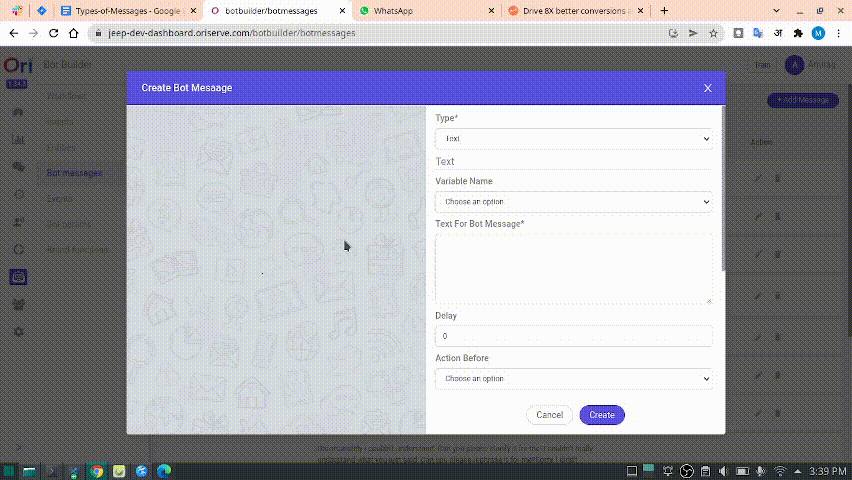 Types-of-Messages - Google
botbuilder/botmessages
WhatsApp
Drive 8X better conversions a
jeep-dev-dashboard.oriserve.com/botbuilder/botmessages
M
Ori
Bot Builder
Train
A
Anurag
Workflows
Intents
Entities
Bot messages
Events
Brand functions
+ Add Message
Action
Create Bot Mesaage
X
Type*
Text
Text
Variable Name
Choose an option
Text For Bot Message*
Delay
0
Action Before
Choose an option
Cancel
Create
3:39 PM